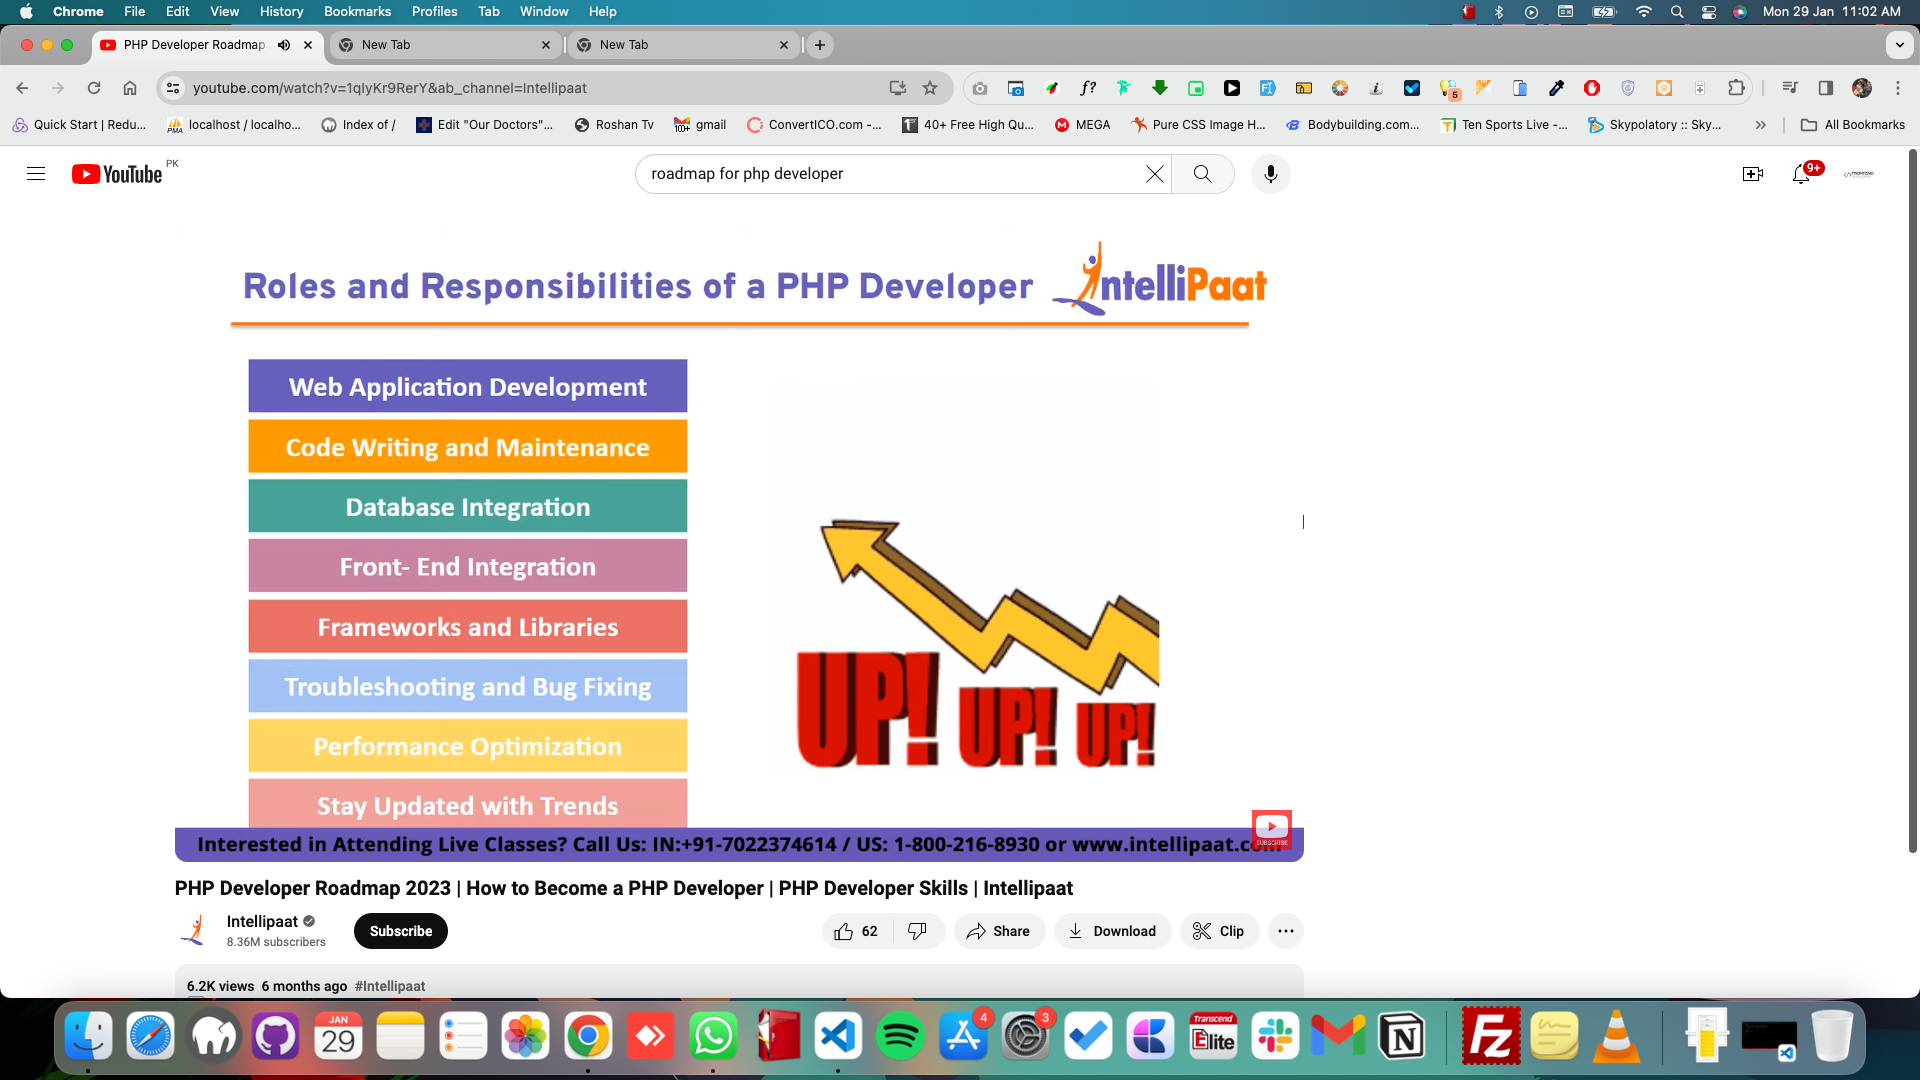 Chrome File Edit View History Bookmarks Profiles Tab Window Help Mon 29 Jan 11:02 AM
PHP Developer Roadmap New Tab New Tab
youtube.com/watch?v=1qIyKr9RerY&ab_channel=Intellipaat f? 5
Quick Start | Redu... PMA localhost / localho... Index of / Edit "Our Doctors"... Roshan Tv 10+ gmail ConvertICO.com -... 40+ Free High Qu... MEGA Pure CSS Image H... Bodybuilding.com... Ten Sports Live -... Skypolatory :: Sky... » All Bookmarks
YouTube PK roadmap for php developer 9+
Roles and Responsibilities of a PHP Developer IntelliPaat
Web Application Development
Code Writing and Maintenance
Database Integration
Front- End Integration
Frameworks and Libraries
Troubleshooting and Bug Fixing
Performance Optimization
Stay Updated with Trends
UP! UP! UP!
Interested in Attending Live Classes? Call Us: IN:+91-7022374614 / US: 1-800-216-8930 or www.intellipaat.com
SUBSCRIBE
PHP Developer Roadmap 2023 | How to Become a PHP Developer | PHP Developer Skills | Intellipaat
Intellipaat
8.36M subscribers
Subscribe
62 Share Download Clip
6.2K views 6 months ago #Intellipaat
JAN
29
4
3
Transcend
Elite
Fz